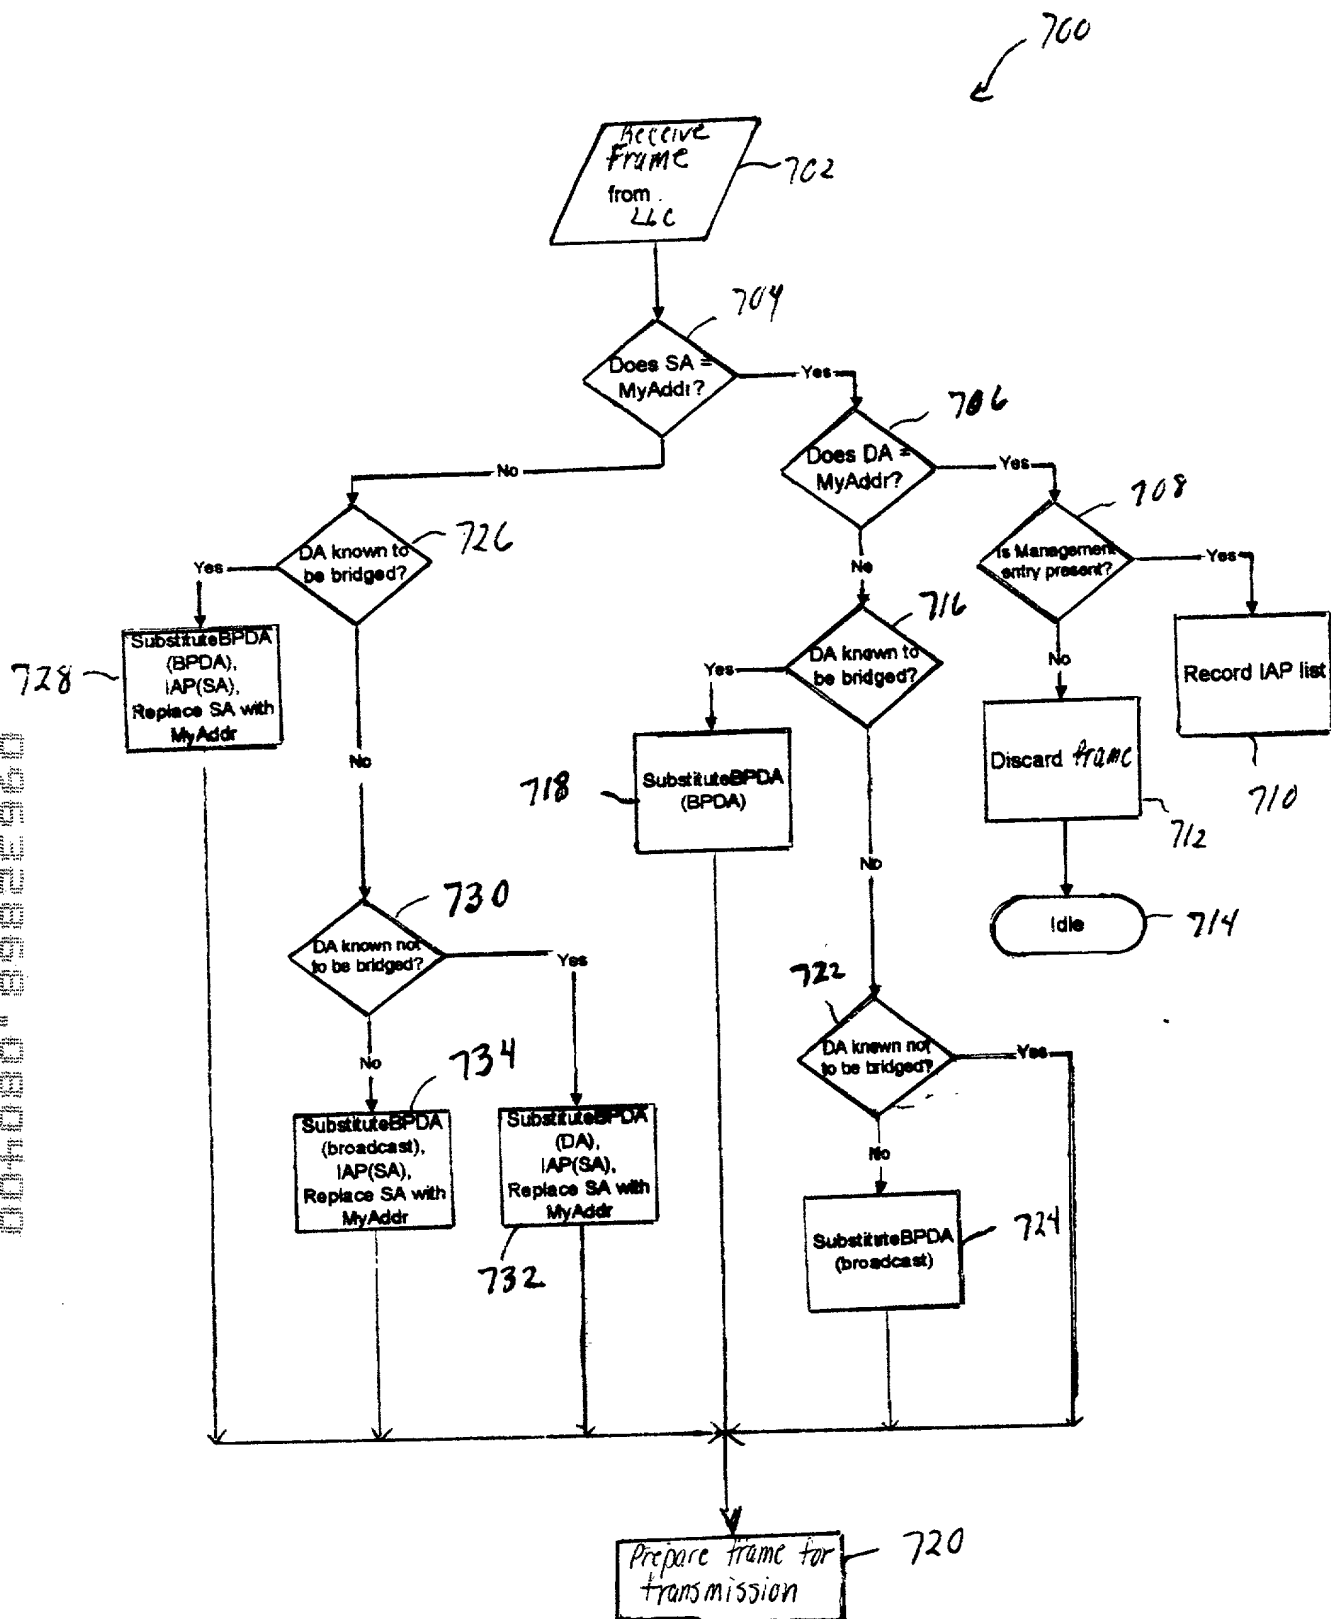 700
Receive
Frame
from
LLC
702
704
Does SA =
MyAddr?
Yes
706
Does DA =
MyAddr?
Yes
708
Is Management
entry present?
Yes
Record IAP list
710
No
Discard frame
712
Idle
714
No
716
DA known to
be bridged?
Yes
SubstituteBPDA
(BPDA)
718
No
722
DA known not
to be bridged?
Yes
No
SubstituteBPDA
(broadcast)
724
No
726
DA known to
be bridged?
Yes
SubstituteBPDA
(BPDA),
IAP(SA),
Replace SA with
MyAddr
728
No
730
DA known not
to be bridged?
Yes
No
734
SubstituteBPDA
(broadcast),
IAP(SA),
Replace SA with
MyAddr
SubstituteBPDA
(DA),
IAP(SA),
Replace SA with
MyAddr
732
Prepare frame for
transmission
720